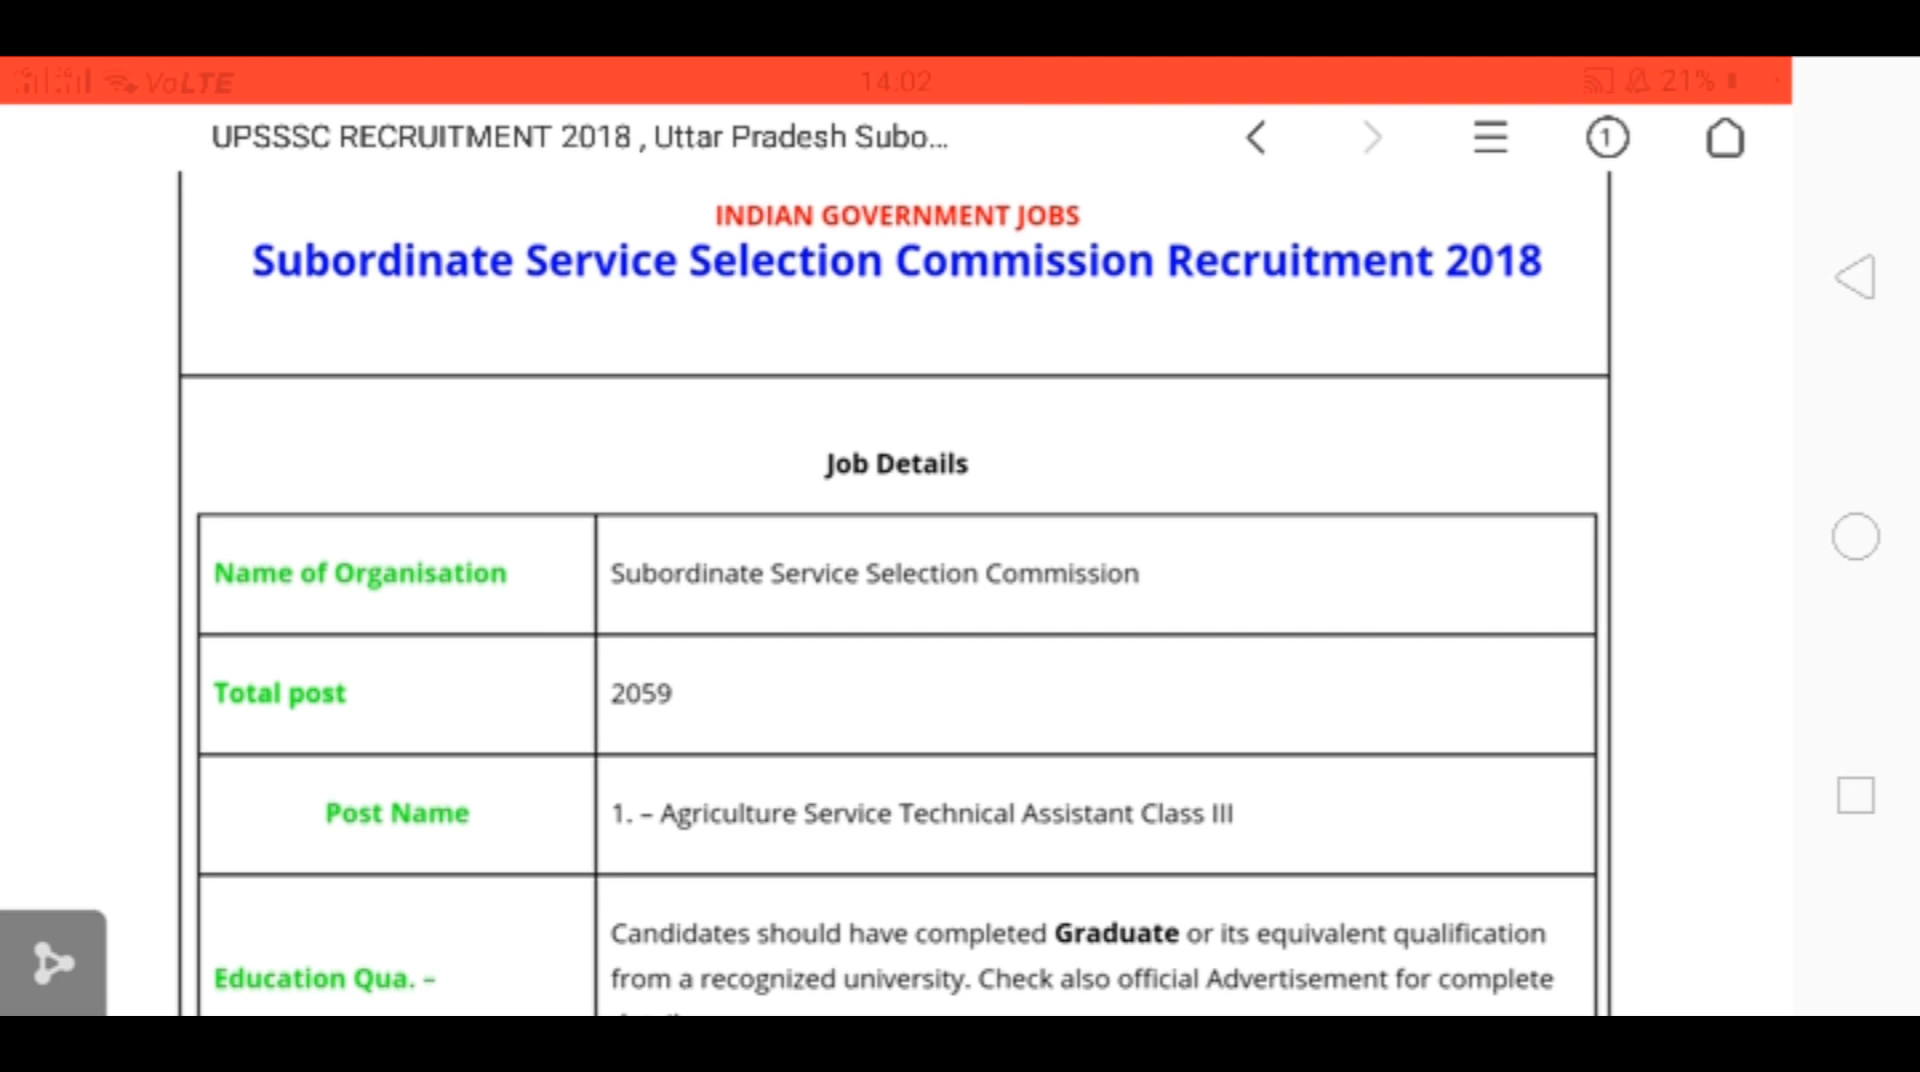 VoLTE 14:02 21%
UPSSSC RECRUITMENT 2018 , Uttar Pradesh Subo... 1
INDIAN GOVERNMENT JOBS
Subordinate Service Selection Commission Recruitment 2018
Job Details
Name of Organisation Subordinate Service Selection Commission
Total post 2059
Post Name 1. – Agriculture Service Technical Assistant Class III
Candidates should have completed Graduate or its equivalent qualification
Education Qua. – from a recognized university. Check also official Advertisement for complete